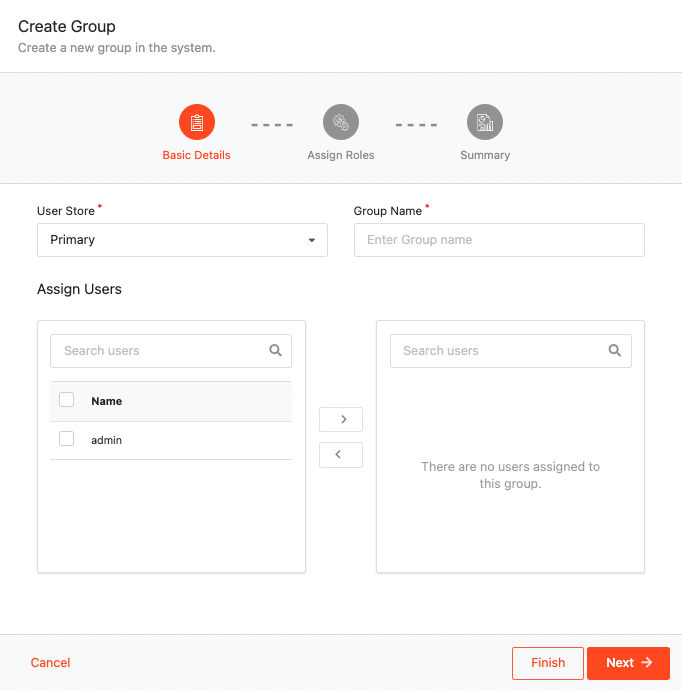 Create Group
Create a new group in the system.
Basic Details
Assign Roles
Summary
User Store *
Group Name *
Primary
Enter Group name
Assign Users
Search users
Search users
Name
admin
There are no users assigned to
this group.
Cancel
Finish
Next